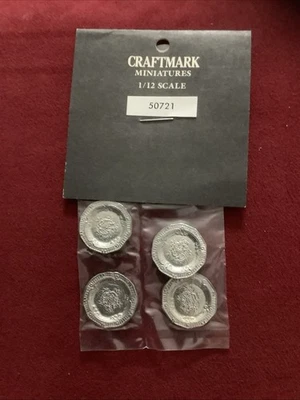 CRAFTMARK
MINIATURES
1/12 SCALE
50721